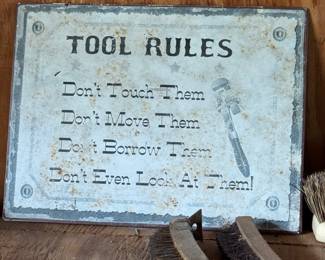 TOOL RULES
Don't Touch Them
Don't Move Them
Don't Borrow Them
Don't Even Look At Them!